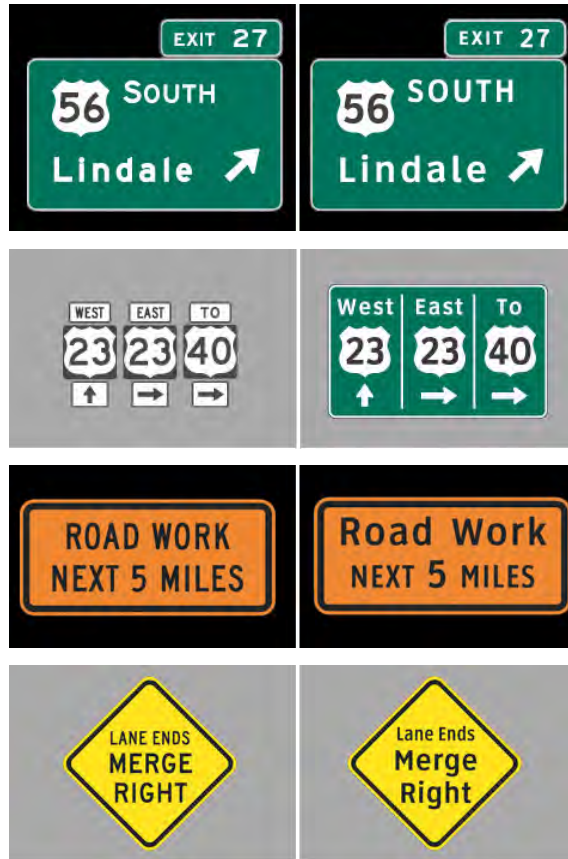 EXIT 27
56 SOUTH
Lindale
EXIT 27
56 SOUTH
Lindale
WEST EAST TO
23 23 40
West East To
23 23 40
ROAD WORK
NEXT 5 MILES
Road Work
NEXT 5 MILES
LANE ENDS
MERGE
RIGHT
Lane Ends
Merge
Right